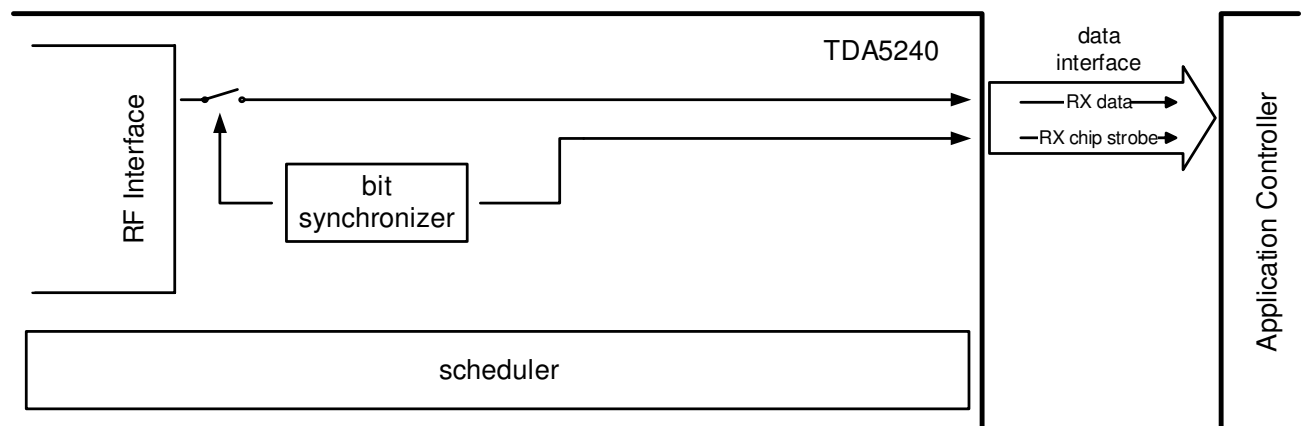 TDA5240
data
interface
RF Interface
RX data
RX chip strobe
bit
synchronizer
Application Controller
scheduler